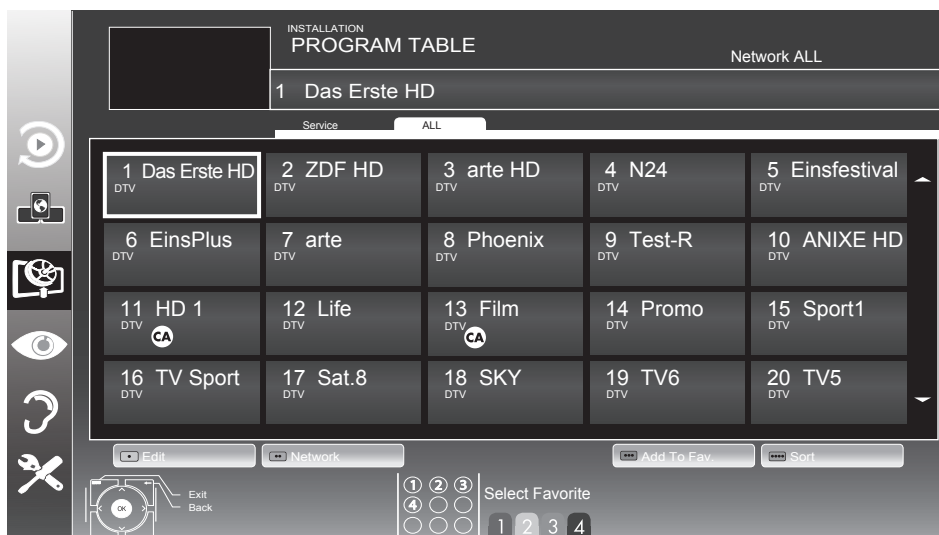 INSTALLATION
PROGRAM TABLE
Network ALL
1 Das Erste HD
Service ALL
1 Das Erste HD 2 ZDF HD 3 arte HD 4 N24 5 Einsfestival
DTV DTV DTV DTV DTV
6 EinsPlus 7 arte 8 Phoenix 9 Test-R 10 ANIXE HD
DTV DTV DTV DTV DTV
11 HD 1 12 Life 13 Film 14 Promo 15 Sport1
DTV DTV DTV DTV DTV
CA CA
16 TV Sport 17 Sat.8 18 SKY 19 TV6 20 TV5
DTV DTV DTV DTV DTV
Edit Network Add To Fav. Sort
Exit
Back
OK
1 2 3
4
Select Favorite
1 2 3 4